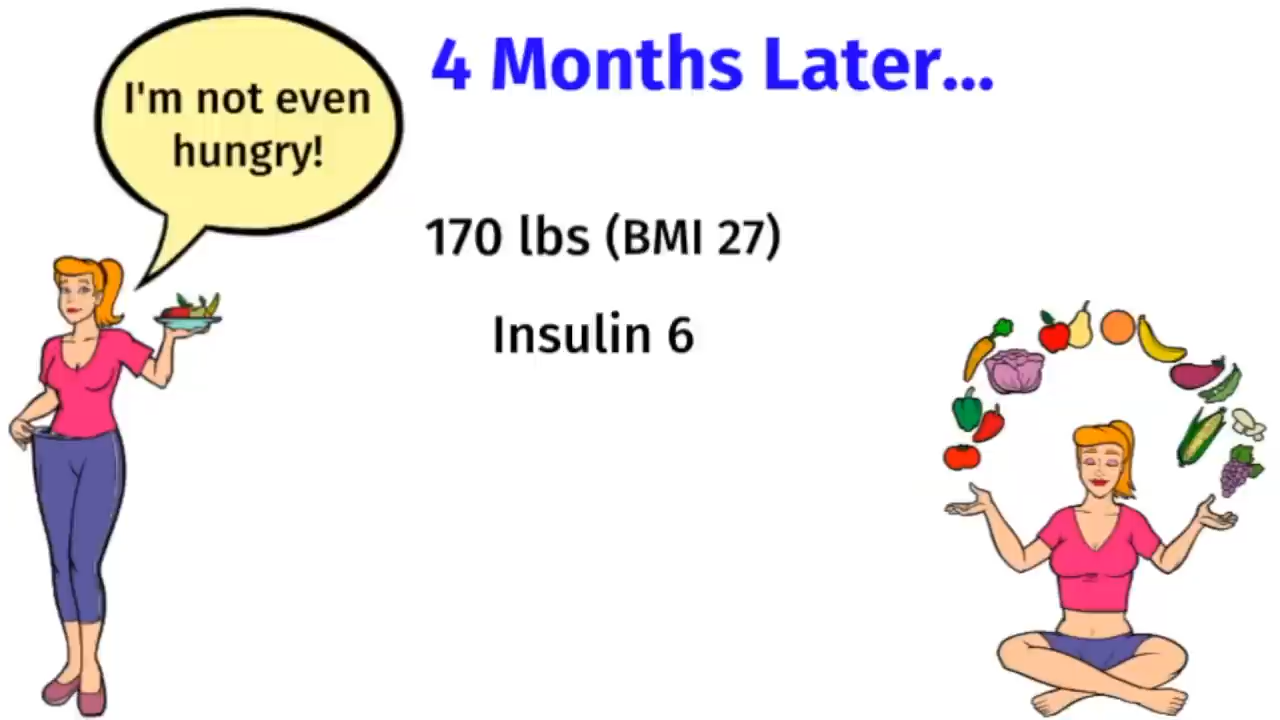 I'm not even
hungry!
4 Months Later...
170 lbs (BMI 27)
Insulin 6